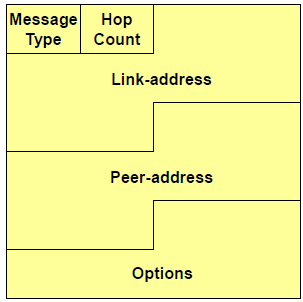 Message Hop
Type Count
Link-address
Peer-address
Options